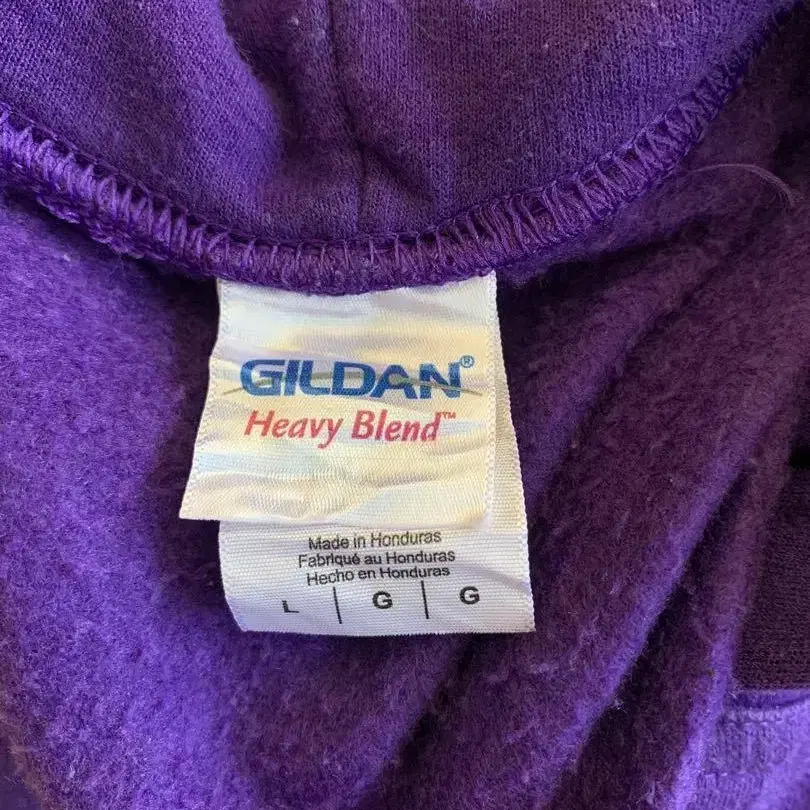 GILDAN®
Heavy Blend™
Made in Honduras
Fabriqué au Honduras
Hecho en Honduras
L | G | G